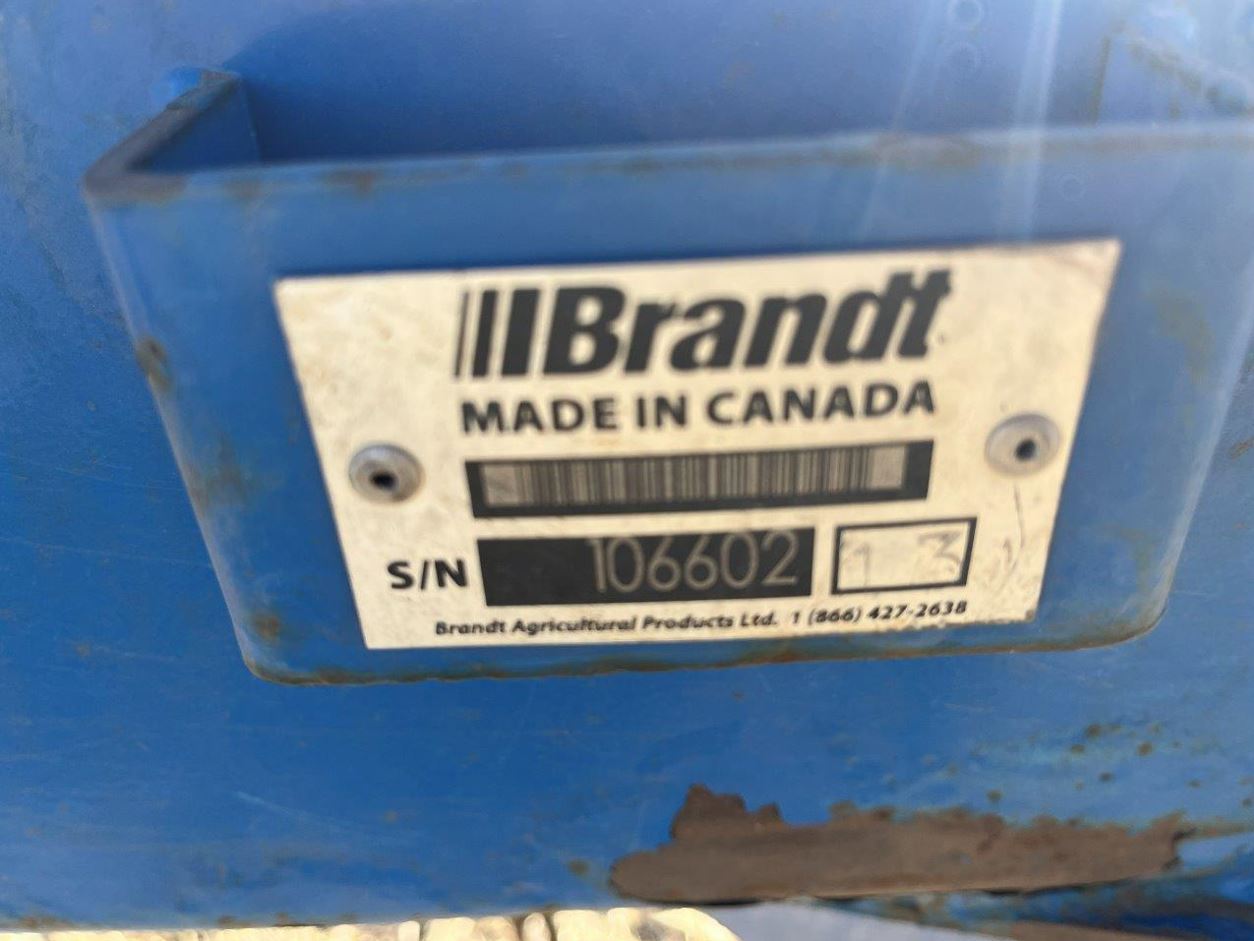 Brandt
MADE IN CANADA
S/N 106602 13
Brandt Agricultural Products Ltd. 1 (866) 427-2638